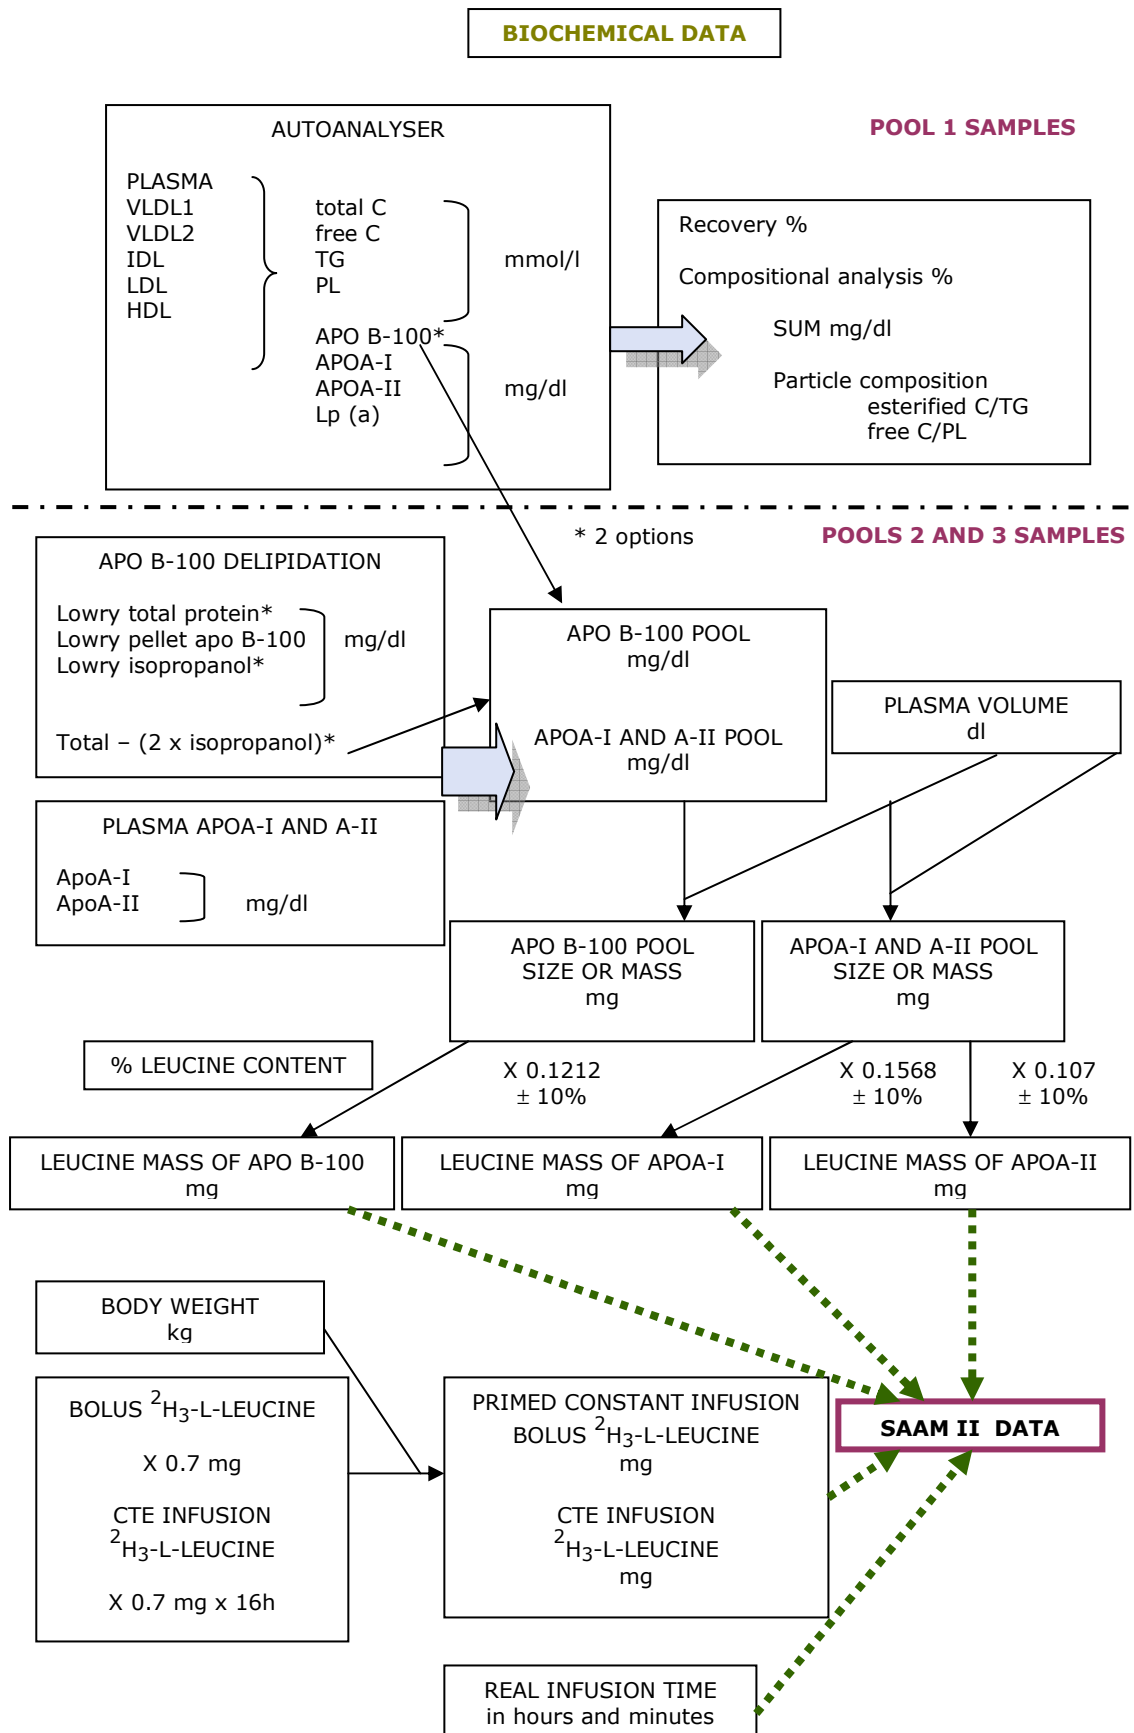 BIOCHEMICAL DATA
AUTOANALYSER
POOL 1 SAMPLES
PLASMA
VLDL1
VLDL2
IDL
LDL
HDL
total C
free C
TG
PL
mmol/l
APO B-100*
APOA-I
APOA-II
Lp (a)
mg/dl
Recovery %
Compositional analysis %
SUM mg/dl
Particle composition
esterified C/TG
free C/PL
* 2 options
POOLS 2 AND 3 SAMPLES
APO B-100 DELIPIDATION
Lowry total protein*
Lowry pellet apo B-100
Lowry isopropanol*
mg/dl
Total – (2 x isopropanol)*
APO B-100 POOL
mg/dl
APOA-I AND A-II POOL
mg/dl
PLASMA VOLUME
dl
PLASMA APOA-I AND A-II
ApoA-I
ApoA-II
mg/dl
APO B-100 POOL
SIZE OR MASS
mg
APOA-I AND A-II POOL
SIZE OR MASS
mg
% LEUCINE CONTENT
X 0.1212
± 10%
X 0.1568
± 10%
X 0.107
± 10%
LEUCINE MASS OF APO B-100
mg
LEUCINE MASS OF APOA-I
mg
LEUCINE MASS OF APOA-II
mg
BODY WEIGHT
kg
BOLUS ²H₃-L-LEUCINE
X 0.7 mg
CTE INFUSION
²H₃-L-LEUCINE
X 0.7 mg x 16h
PRIMED CONSTANT INFUSION
BOLUS ²H₃-L-LEUCINE
mg
CTE INFUSION
²H₃-L-LEUCINE
mg
SAAM II DATA
REAL INFUSION TIME
in hours and minutes